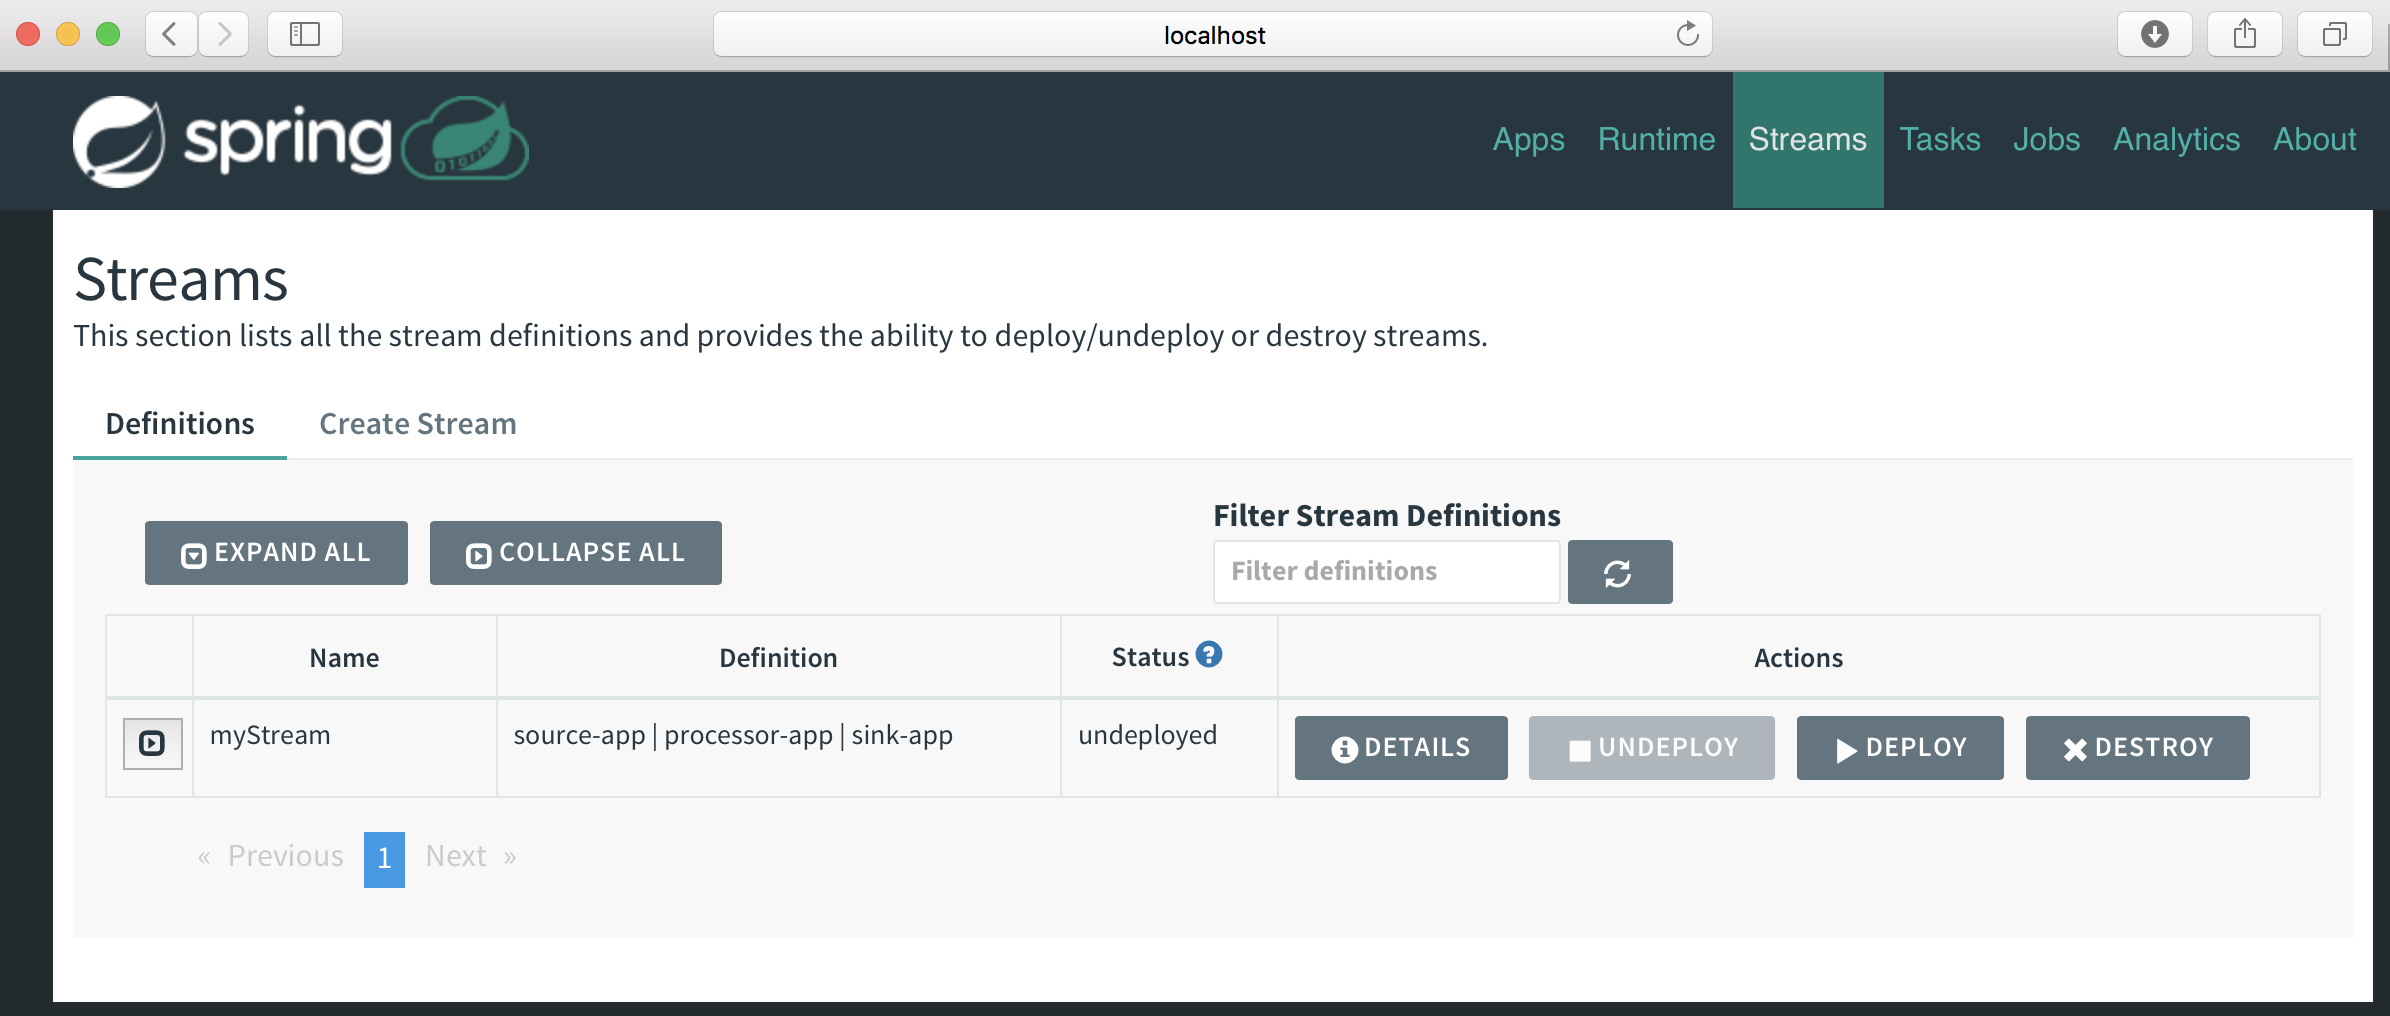 localhost
spring
Apps Runtime Streams Tasks Jobs Analytics About
Streams
This section lists all the stream definitions and provides the ability to deploy/undeploy or destroy streams.
Definitions Create Stream
Filter Stream Definitions
EXPAND ALL COLLAPSE ALL Filter definitions
Name Definition Status ? Actions
myStream source-app | processor-app | sink-app undeployed DETAILS UNDEPLOY DEPLOY DESTROY
« Previous 1 Next »